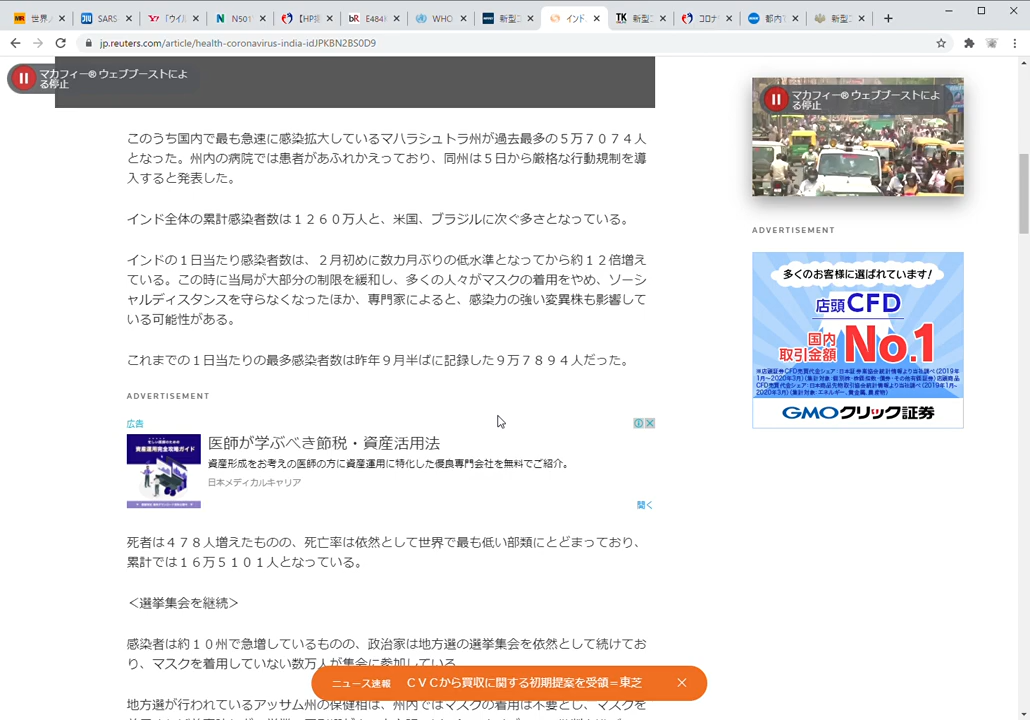 世界ノ
SARS
「ウイル
N501
【HP掲
E484K
WHO
新型コ
インド
新型コ
コロナ
都内
新型コ
jp.reuters.com/article/health-coronavirus-india-idJPKBN2BS0D9
マカフィー® ウェブブーストによ
る停止
このうち国内で最も急速に感染拡大しているマハラシュトラ州が過去最多の５万７０７４人
となった。州内の病院では患者があふれかえっており、同州は５日から厳格な行動規制を導
入すると発表した。
インド全体の累計感染者数は１２６０万人と、米国、ブラジルに次ぐ多さとなっている。
インドの１日当たり感染者数は、２月初めに数カ月ぶりの低水準となってから約１２倍増え
ている。この時に当局が大部分の制限を緩和し、多くの人々がマスクの着用をやめ、ソーシ
ャルディスタンスを守らなくなったほか、専門家によると、感染力の強い変異株も影響して
いる可能性がある。
これまでの１日当たりの最多感染者数は昨年９月半ばに記録した９万７８９４人だった。
ADVERTISEMENT
広告
資産運用完全攻略ガイド
医師が学ぶべき節税・資産活用法
資産形成をお考えの医師の方に資産運用に特化した優良専門会社を無料でご紹介。
日本メディカルキャリア
開く
死者は４７８人増えたものの、死亡率は依然として世界で最も低い部類にとどまっており、
累計では１６万５１０１人となっている。
＜選挙集会を継続＞
感染者は約１０州で急増しているものの、政治家は地方選の選挙集会を依然として続けてお
り、マスクを着用していない数万人が集会に参加している。
地方選が行われているアッサム州の保健相は、州内ではマスクの着用は不要とし、マスクを
ニュース速報 ＣＶＣから買収に関する初期提案を受領＝東芝
マカフィー® ウェブブーストによ
る停止
ADVERTISEMENT
多くのお客様に選ばれています！
店頭CFD
国内
取引金額
No.1
GMOクリック証券